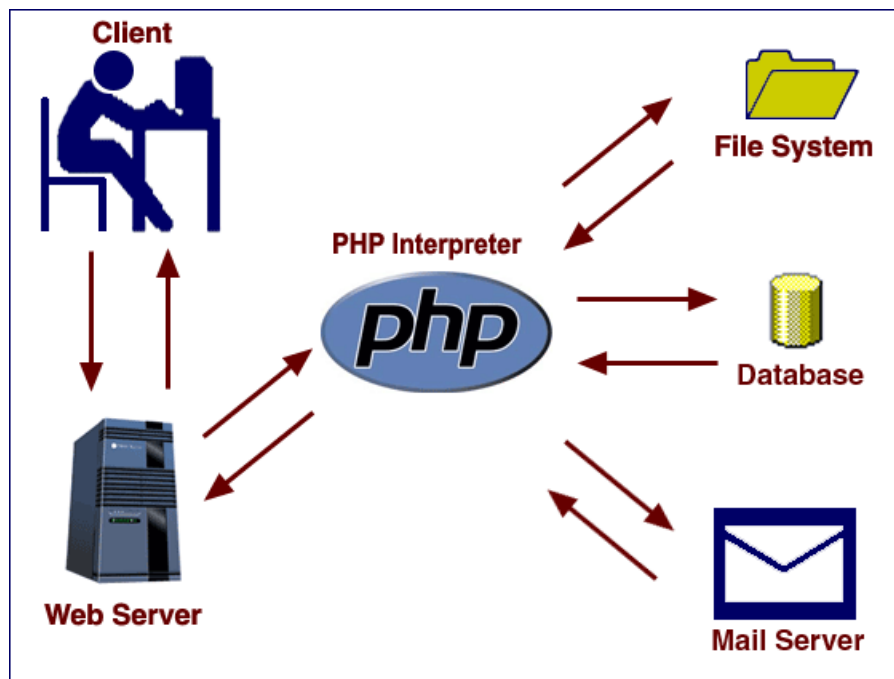 Client
File System
PHP Interpreter
php
Database
Web Server
Mail Server